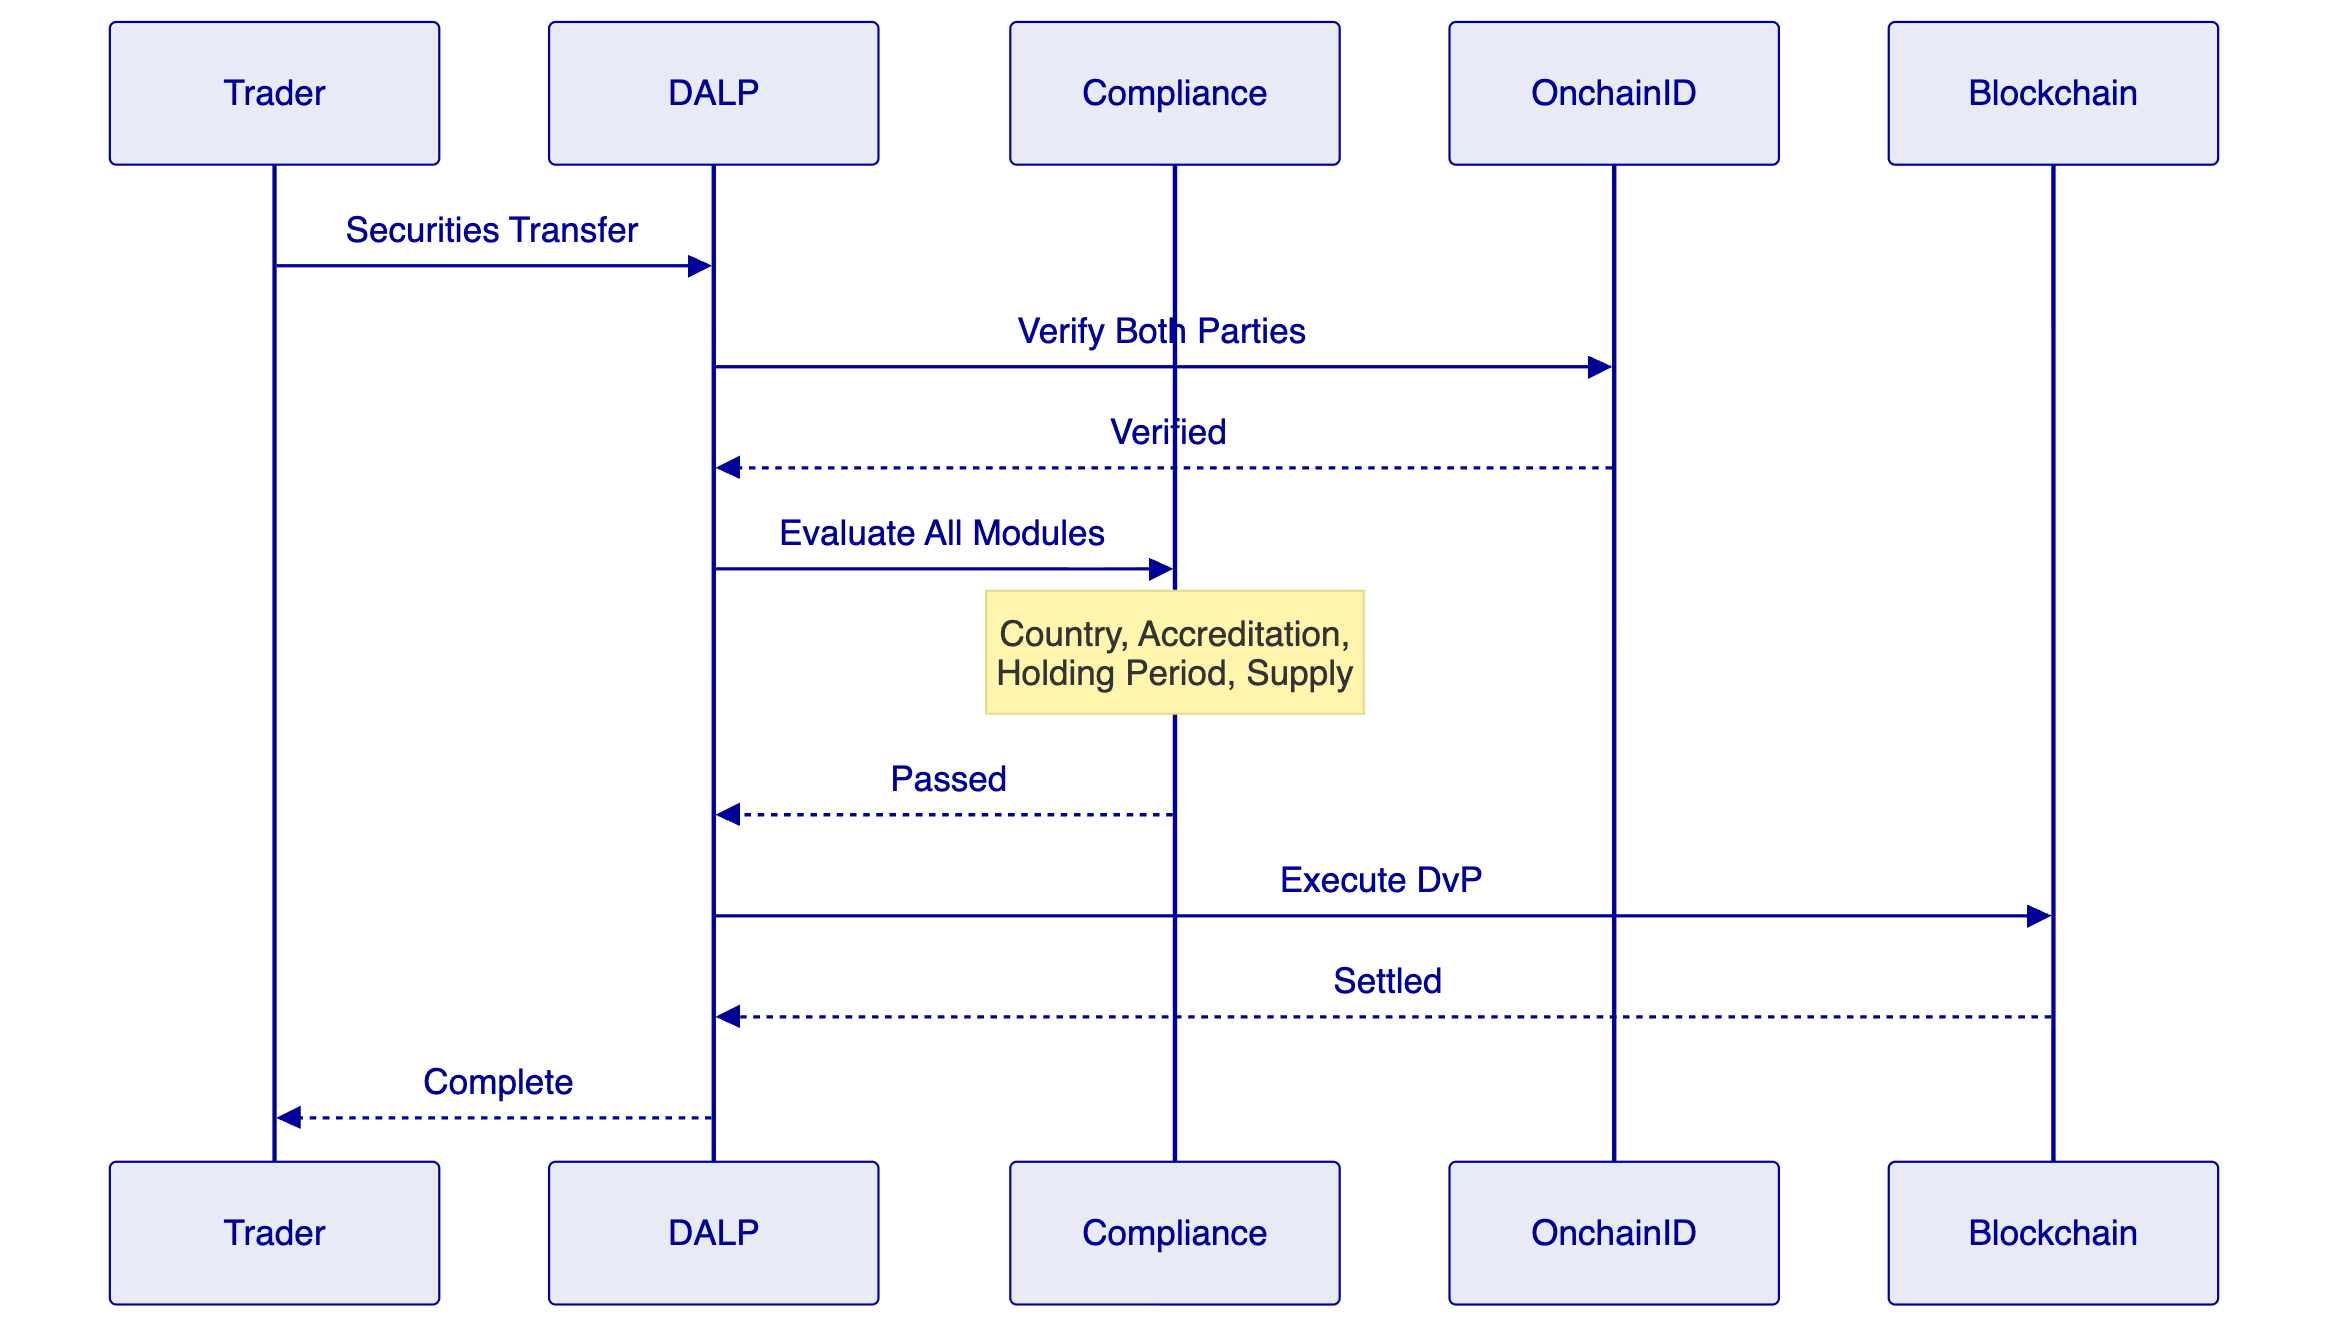 Trader
DALP
Compliance
OnchainID
Blockchain
Securities Transfer
Verify Both Parties
Verified
Evaluate All Modules
Country, Accreditation,
Holding Period, Supply
Passed
Execute DvP
Settled
Complete
Trader
DALP
Compliance
OnchainID
Blockchain